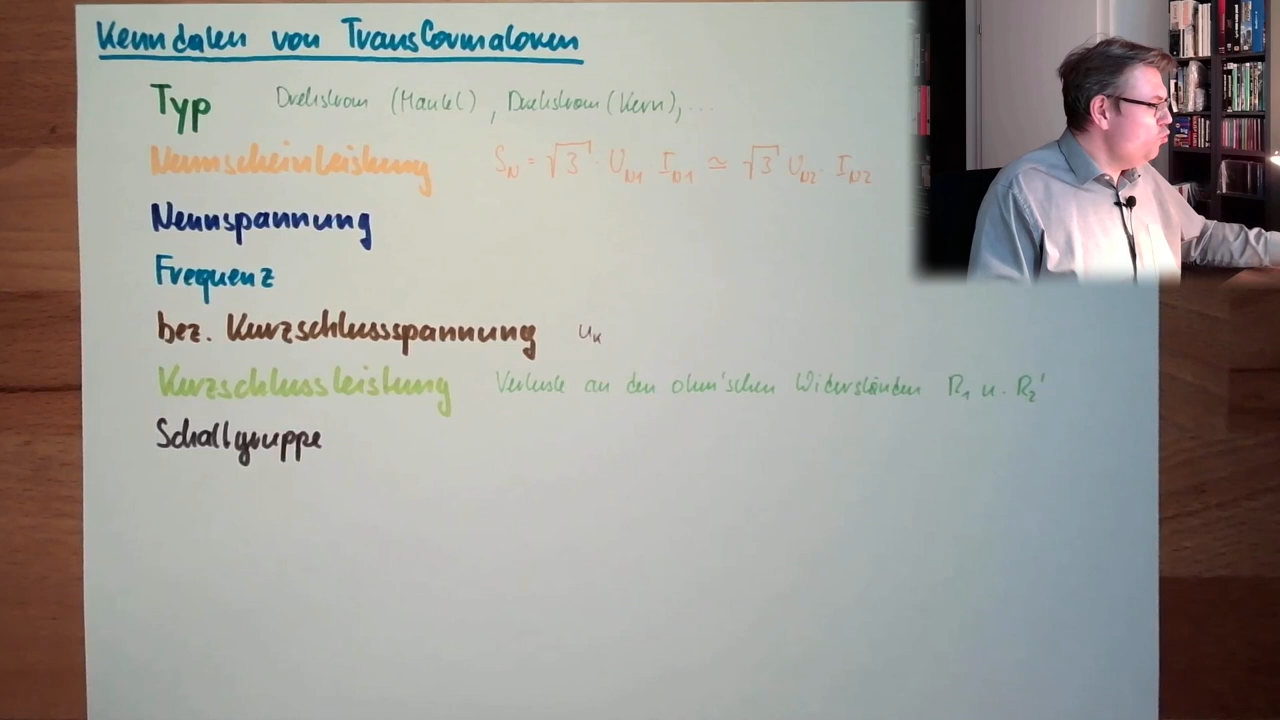 Kenndaten von Transformatoren
Typ Drehstrom (Mantel), Drehstrom (Kern), ...
Nennscheinleistung S_N = √3 · U_N1 · I_N1 ≃ √3 U_N2 · I_N2
Nennspannung
Frequenz
bez. Kurzschlussspannung u_K
Kurzschlussleistung Verluste an den ohm'schen Widerständen R_1 u. R_2'
Schaltgruppe